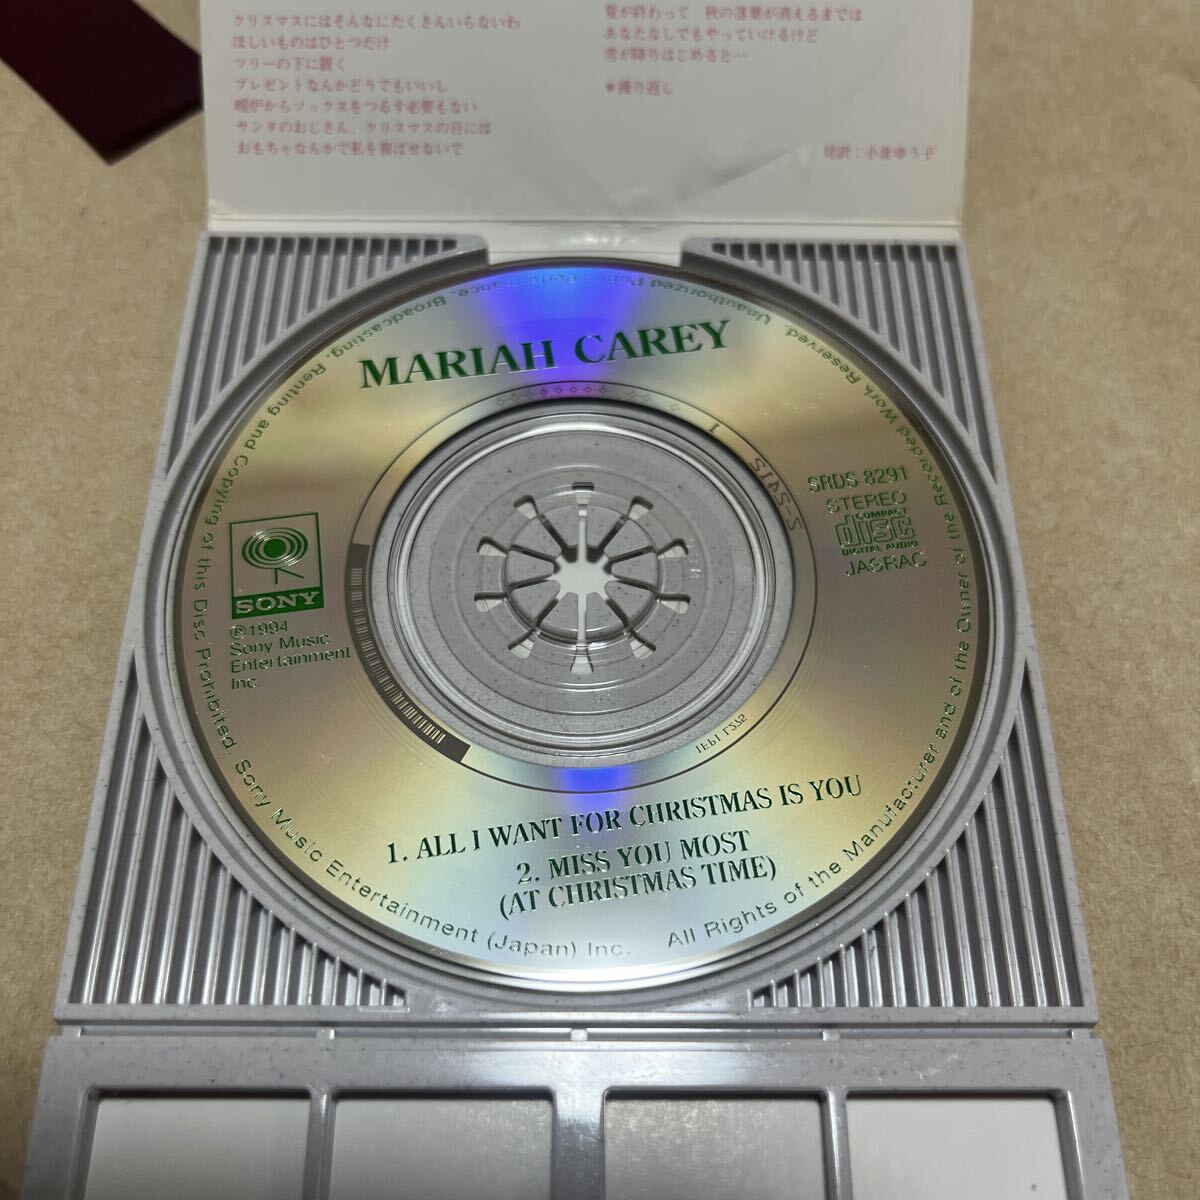 クリスマスにはそんなにたくさんいらないわ
ほしいものはひとつだけ
ツリーの下に置く
プレゼントなんかどうでもいいし
暖炉からソックスをつるす必要もない
サンタのおじさん、クリスマスの日には
おもちゃなんかで私を喜ばせないで
夏が終わって 秋の落葉が消えるまでは
あなたなしでもやっていけるけど
雪が降りはじめると…
*繰り返し
対訳：小倉ゆう子
MARIAH CAREY
SRDS 8291
STEREO
COMPACT
disc
DIGITAL AUDIO
JASRAC
SONY
℗1994
Sony Music
Entertainment
Inc.
1. ALL I WANT FOR CHRISTMAS IS YOU
2. MISS YOU MOST
(AT CHRISTMAS TIME)
Sony Music Entertainment (Japan) Inc. All Rights of the Manufacturer and of the Owner of the Recorded Work Reserved. Unauthorized Public Performance, Broadcasting, Renting and Copying of this Disc Prohibited.